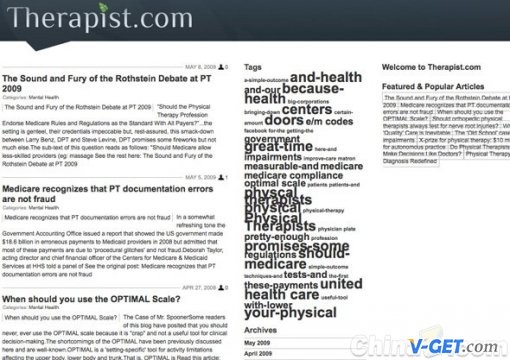 Therapist.com
MAY 8, 2009 0
The Sound and Fury of the Rothstein Debate at PT
2009
Categories: Mental Health
The Sound and Fury of the Rothstein Debate at PT 2009 "Should the Physical
Therapy Profession
Endorse Medicare Rules and Regulations as the Standard With All Payers?"...the
setting is genteel, their credentials impeccable but, rest-assured, this smack-down
between Larry Benz, DPT and Steve Levine, DPT promises some fireworks but not
much else.The sub-text of this question reads as follows: "Should Medicare allow
less-skilled providers (eg: massage See the rest here: The Sound and Fury of the
Rothstein Debate at PT 2009
MAY 5, 2009 1
Medicare recognizes that PT documentation errors
are not fraud
Categories: Mental Health
Medicare recognizes that PT documentation errors are not fraud In a somewhat
refreshing tone the
Government Accounting Office issued a report that showed the US government made
$18.6 billion in erroneous payments to Medicaid providers in 2008 but admitted that
most of these payments are due to 'procedural glitches' and not fraud.Deborah Taylor,
acting director and chief financial officer of the Centers for Medicare & Medicaid
Services at HHS told a panel of See the original post: Medicare recognizes that PT
documentation errors are not fraud
APR 27, 2009 0
When should you use the OPTIMAL Scale?
Categories: Mental Health
When should you use the OPTIMAL Scale? The Case of Mr. SpoonerSome readers
of this blog have posited that you should
never, ever use the OPTIMAL scale because it is "crap" and not a useful tool for clinical
decision-making.The shortcomings of the OPTIMAL have been previously discussed
here and are well-known.OPTIMAL is a "setting-specific" tool for activity limitations
of the upper body, lower body and trunk.That is OPTIMAL is Read this article:
Tags
a-simple-outcome and-health
and-our because-
health big-corporations
bringing-down centers certain-
amount doors e/m codes
facebook for the getting-the
government
great-time here-and
impairments improve-care matron
measurable-and medicare
medicare compliance
optimal scale patients patients-and
physical
therapists
physical physical-therapy
Physical
Therapists physician plate
pretty-enough profession
promises-some
regulations should-
medicare simple-outcome
techniques-and tests-and the-first
these-payments united
health care useful-tool
with-lower
your-physical
Archives
May 2009
April 2009
Welcome to Therapist.com
Featured & Popular Articles
The Sound and Fury of the Rothstein Debate at PT 2009
Medicare recognizes that PT documentation
errors are not fraud When should you use the
OPTIMAL Scale? Should orthopedic physical
therapists always test for nerve root injuries? What
'Quality' Care is Inevitable The 'Old School' case
Impairments X-prize for physical therapy: $10 million
for autonomous practice Do Physical Therapists
Make Decisions Like Doctors? Physical Therapy
Diagnosis Redefined
V-GET.com